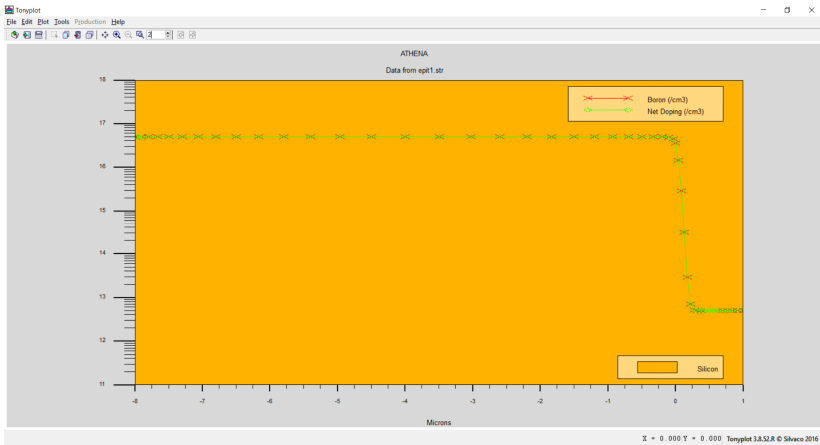 Tonyplot
File Edit Plot Tools Production Help
2
ATHENA
Data from epit1.str
18
17
16
15
14
13
12
11
Boron (/cm3)
Net Doping (/cm3)
Silicon
-8 -7 -6 -5 -4 -3 -2 -1 0 1
Microns
X = 0.000 Y = 0.000 Tonyplot 3.8.52.R © Silvaco 2016